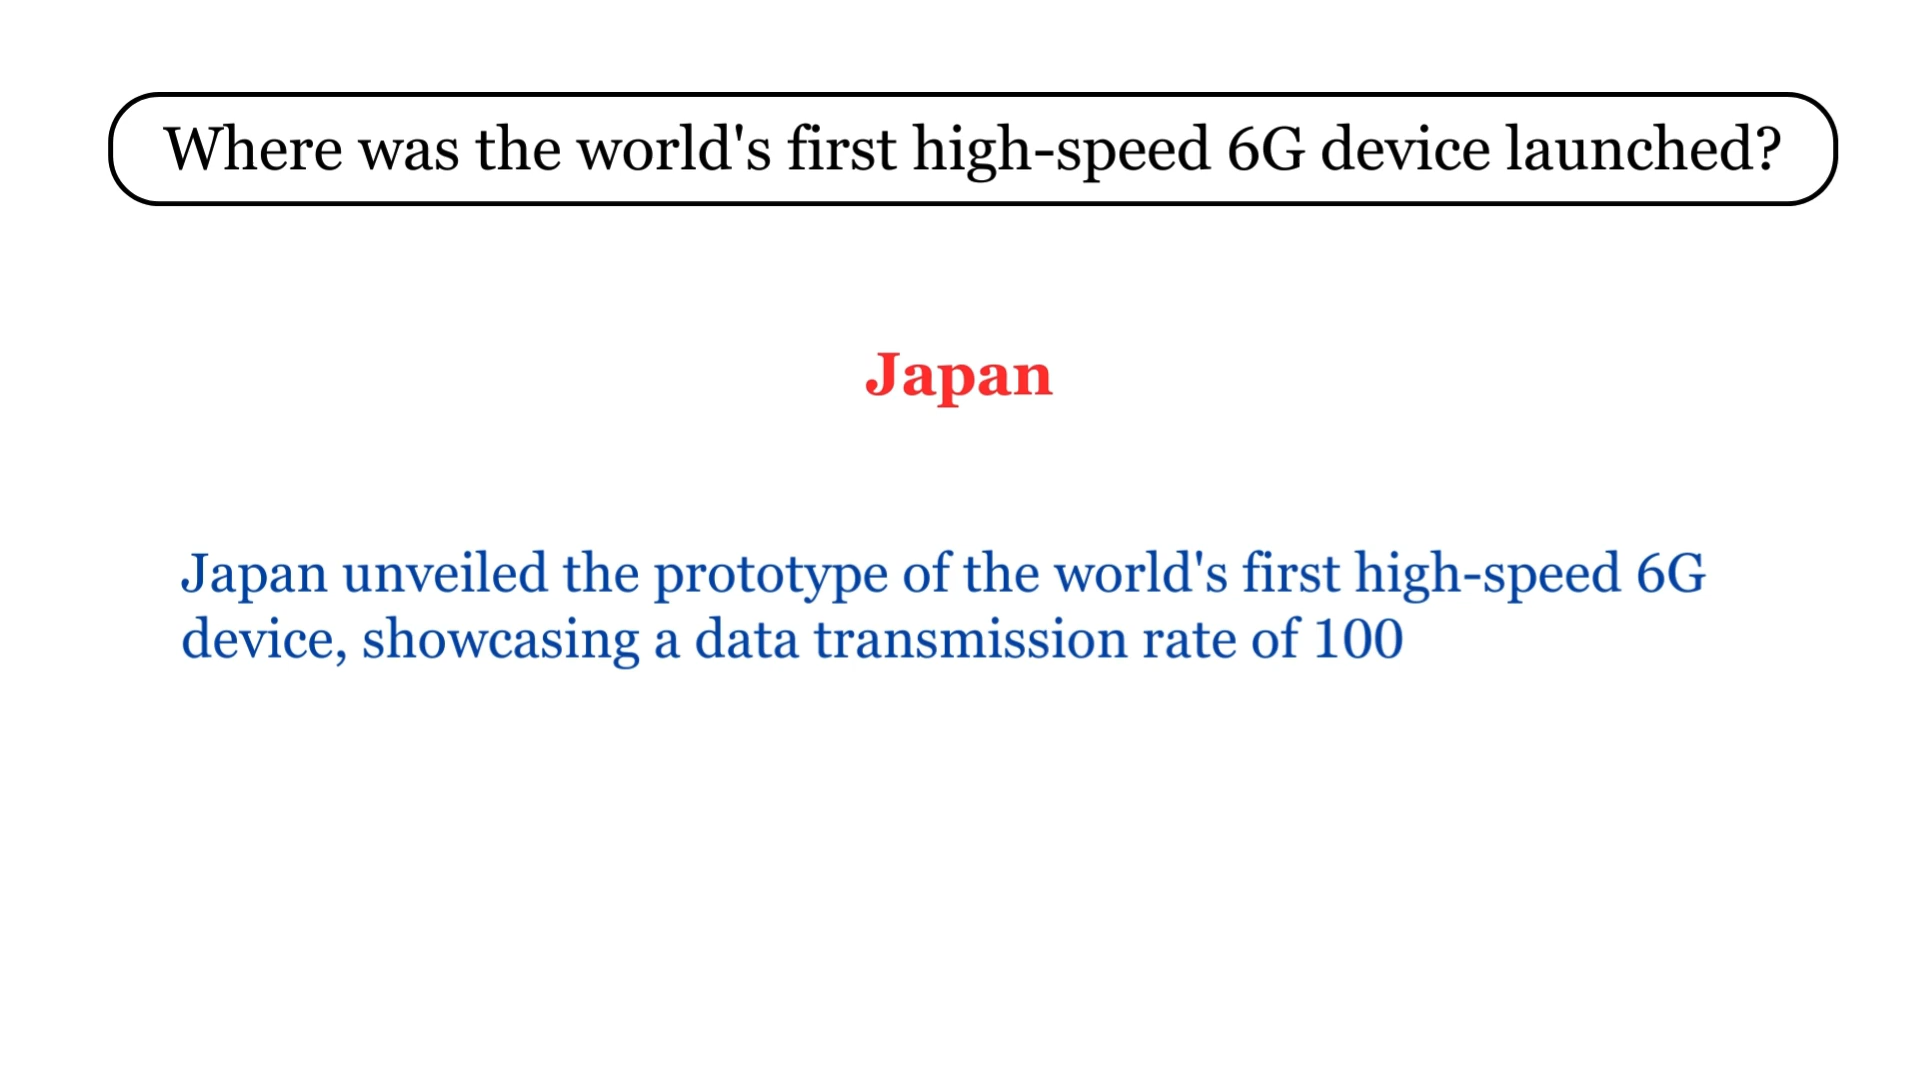 Where was the world's first high-speed 6G device launched?
Japan
Japan unveiled the prototype of the world's first high-speed 6G
device, showcasing a data transmission rate of 100